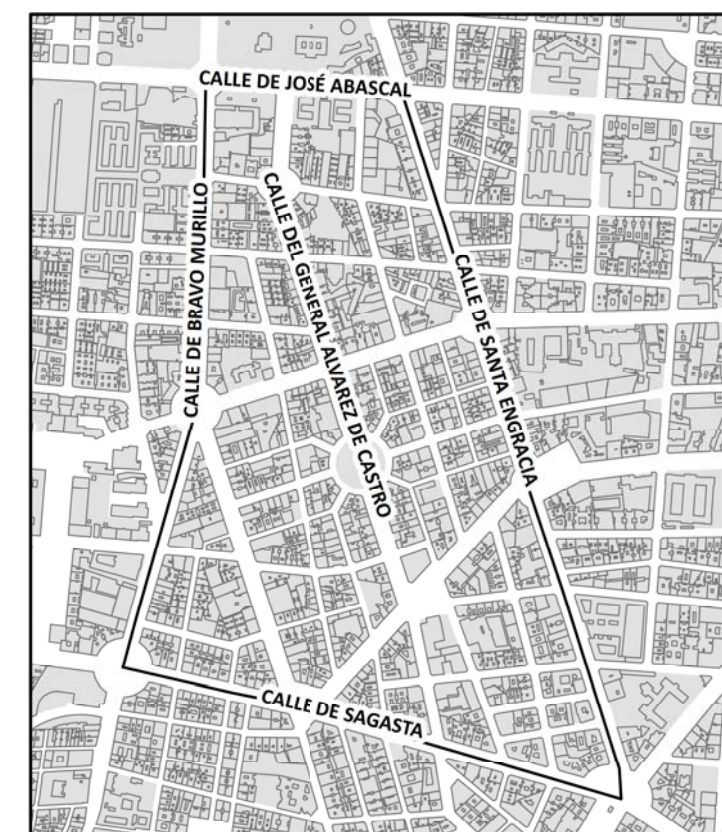 CALLE DE JOSÉ ABASCAL
CALLE DE BRAVO MURILLO
CALLE DEL GENERAL ALVAREZ DE CASTRO
CALLE DE SANTA ENGRACIA
CALLE DE SAGASTA